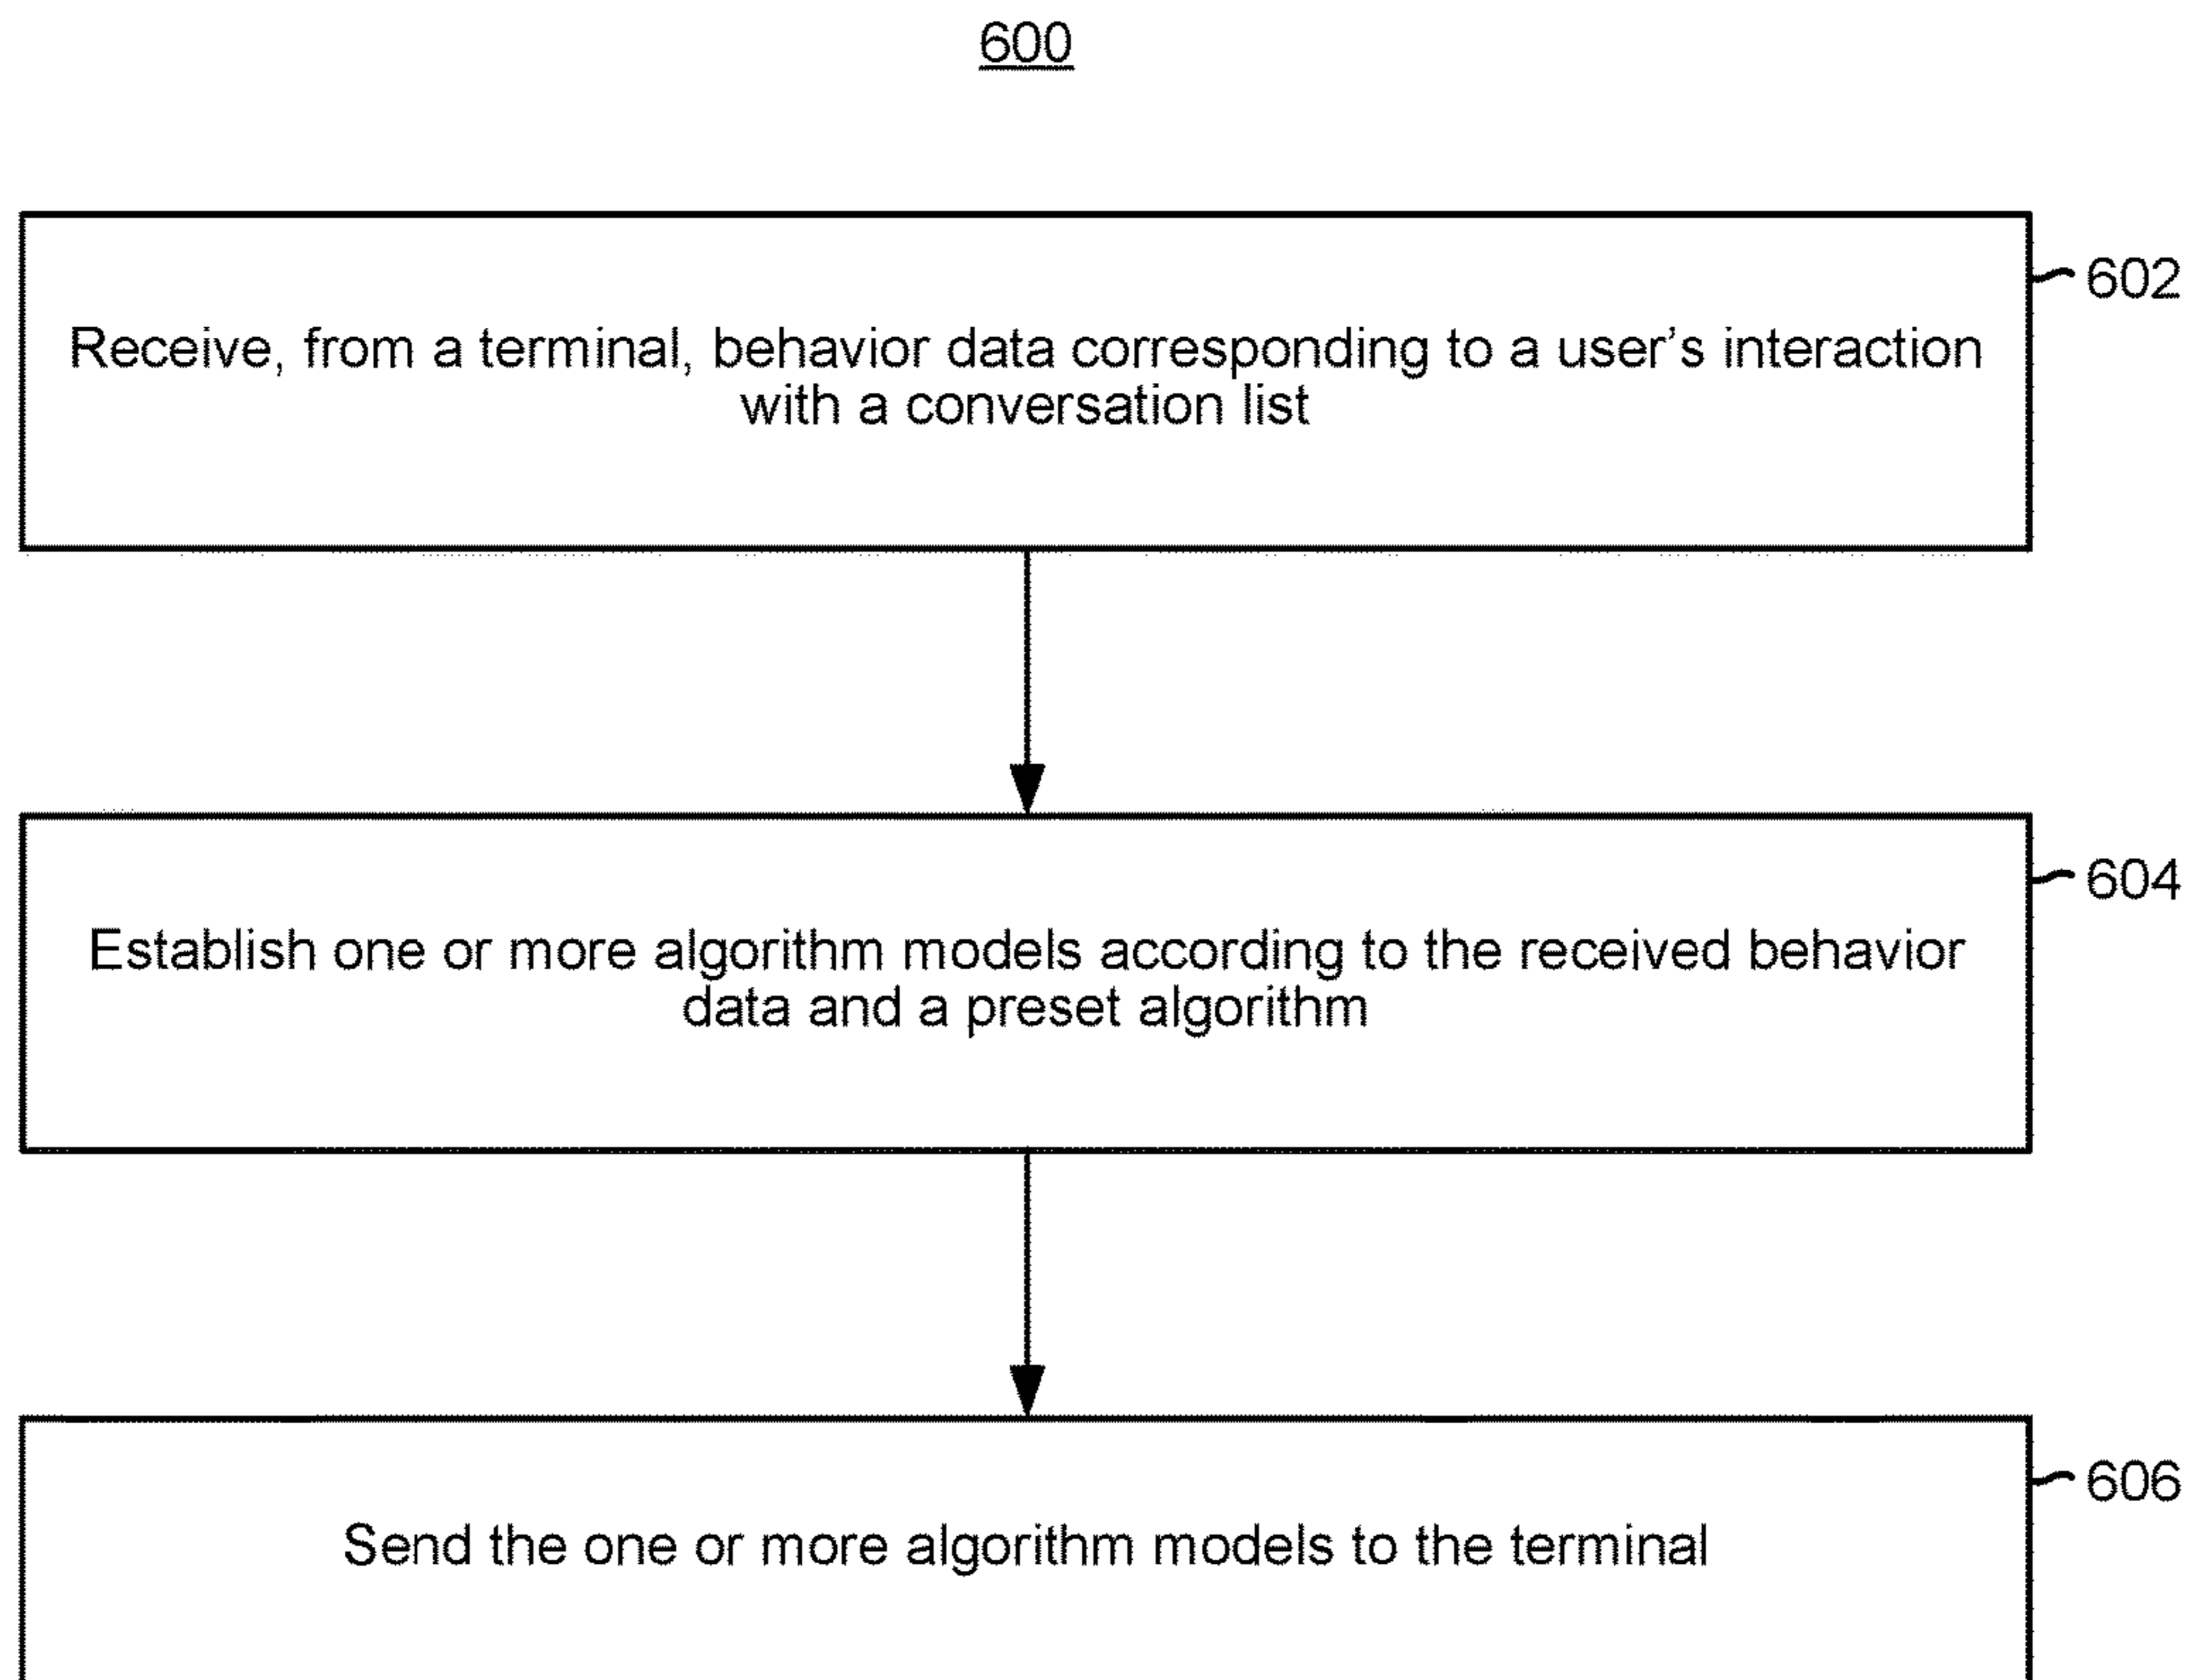 600
602
Receive, from a terminal, behavior data corresponding to a user’s interaction
with a conversation list
604
Establish one or more algorithm models according to the received behavior
data and a preset algorithm
606
Send the one or more algorithm models to the terminal